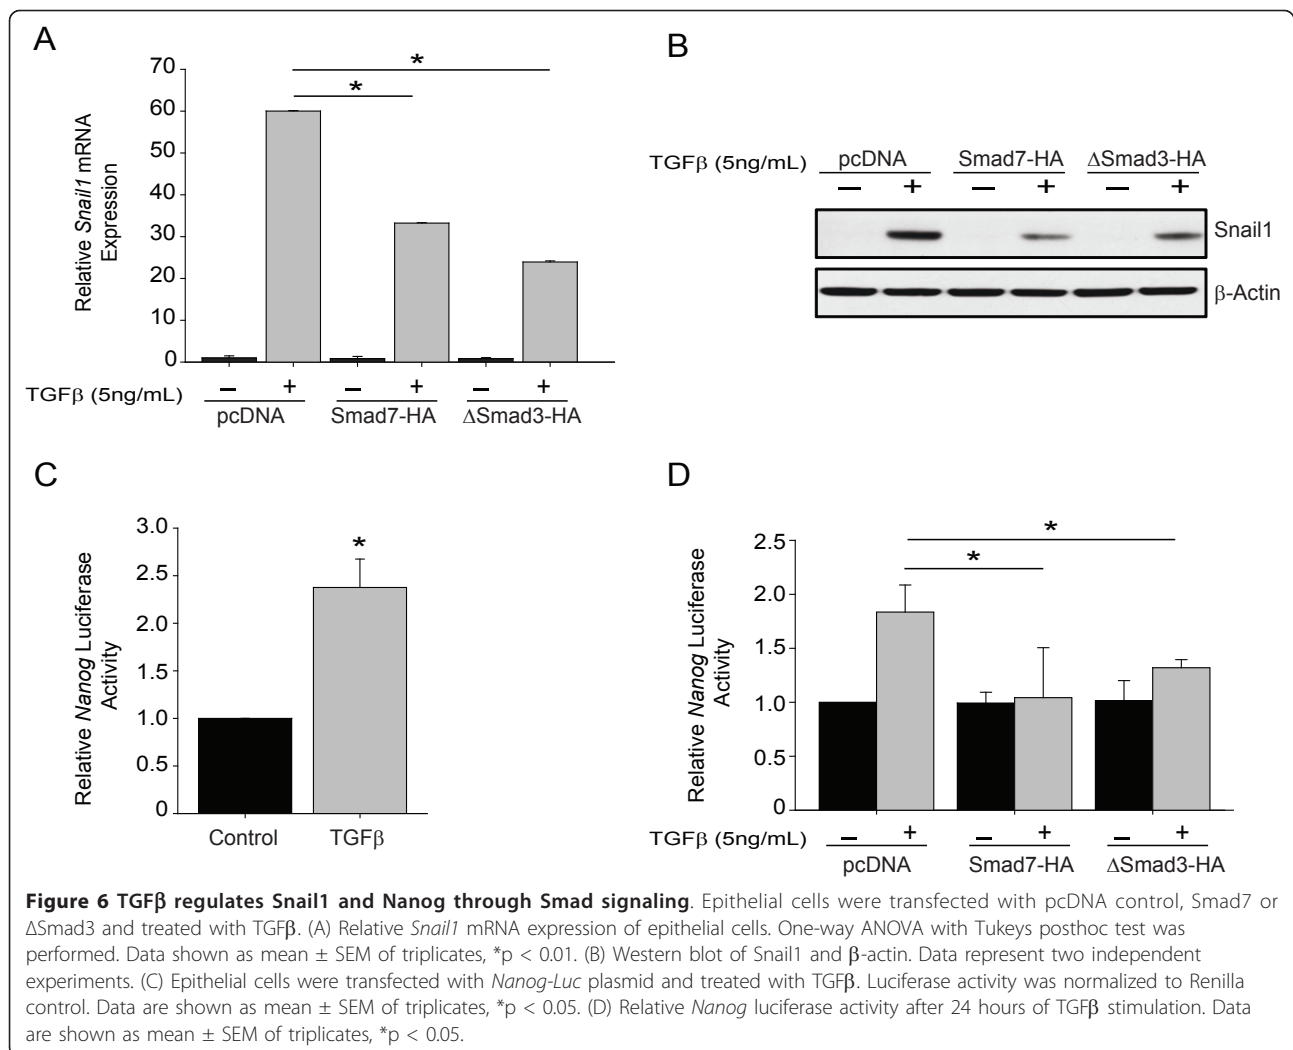 A
Relative Snail1 mRNA
Expression
70
60
50
40
30
20
10
0
*
*
TGFβ (5ng/mL)
– + – + – +
pcDNA Smad7-HA ΔSmad3-HA
B
TGFβ (5ng/mL)
pcDNA Smad7-HA ΔSmad3-HA
– + – + – +
Snail1
β-Actin
C
Relative Nanog Luciferase
Activity
3.0
2.5
2.0
1.5
1.0
0.5
0
*
Control TGFβ
D
Relative Nanog Luciferase
Activity
2.5
2.0
1.5
1.0
0.5
0
*
*
TGFβ (5ng/mL)
– + – + – +
pcDNA Smad7-HA ΔSmad3-HA
Figure 6 TGFβ regulates Snail1 and Nanog through Smad signaling. Epithelial cells were transfected with pcDNA control, Smad7 or
ΔSmad3 and treated with TGFβ. (A) Relative Snail1 mRNA expression of epithelial cells. One-way ANOVA with Tukeys posthoc test was
performed. Data shown as mean ± SEM of triplicates, *p < 0.01. (B) Western blot of Snail1 and β-actin. Data represent two independent
experiments. (C) Epithelial cells were transfected with Nanog-Luc plasmid and treated with TGFβ. Luciferase activity was normalized to Renilla
control. Data are shown as mean ± SEM of triplicates, *p < 0.05. (D) Relative Nanog luciferase activity after 24 hours of TGFβ stimulation. Data
are shown as mean ± SEM of triplicates, *p < 0.05.